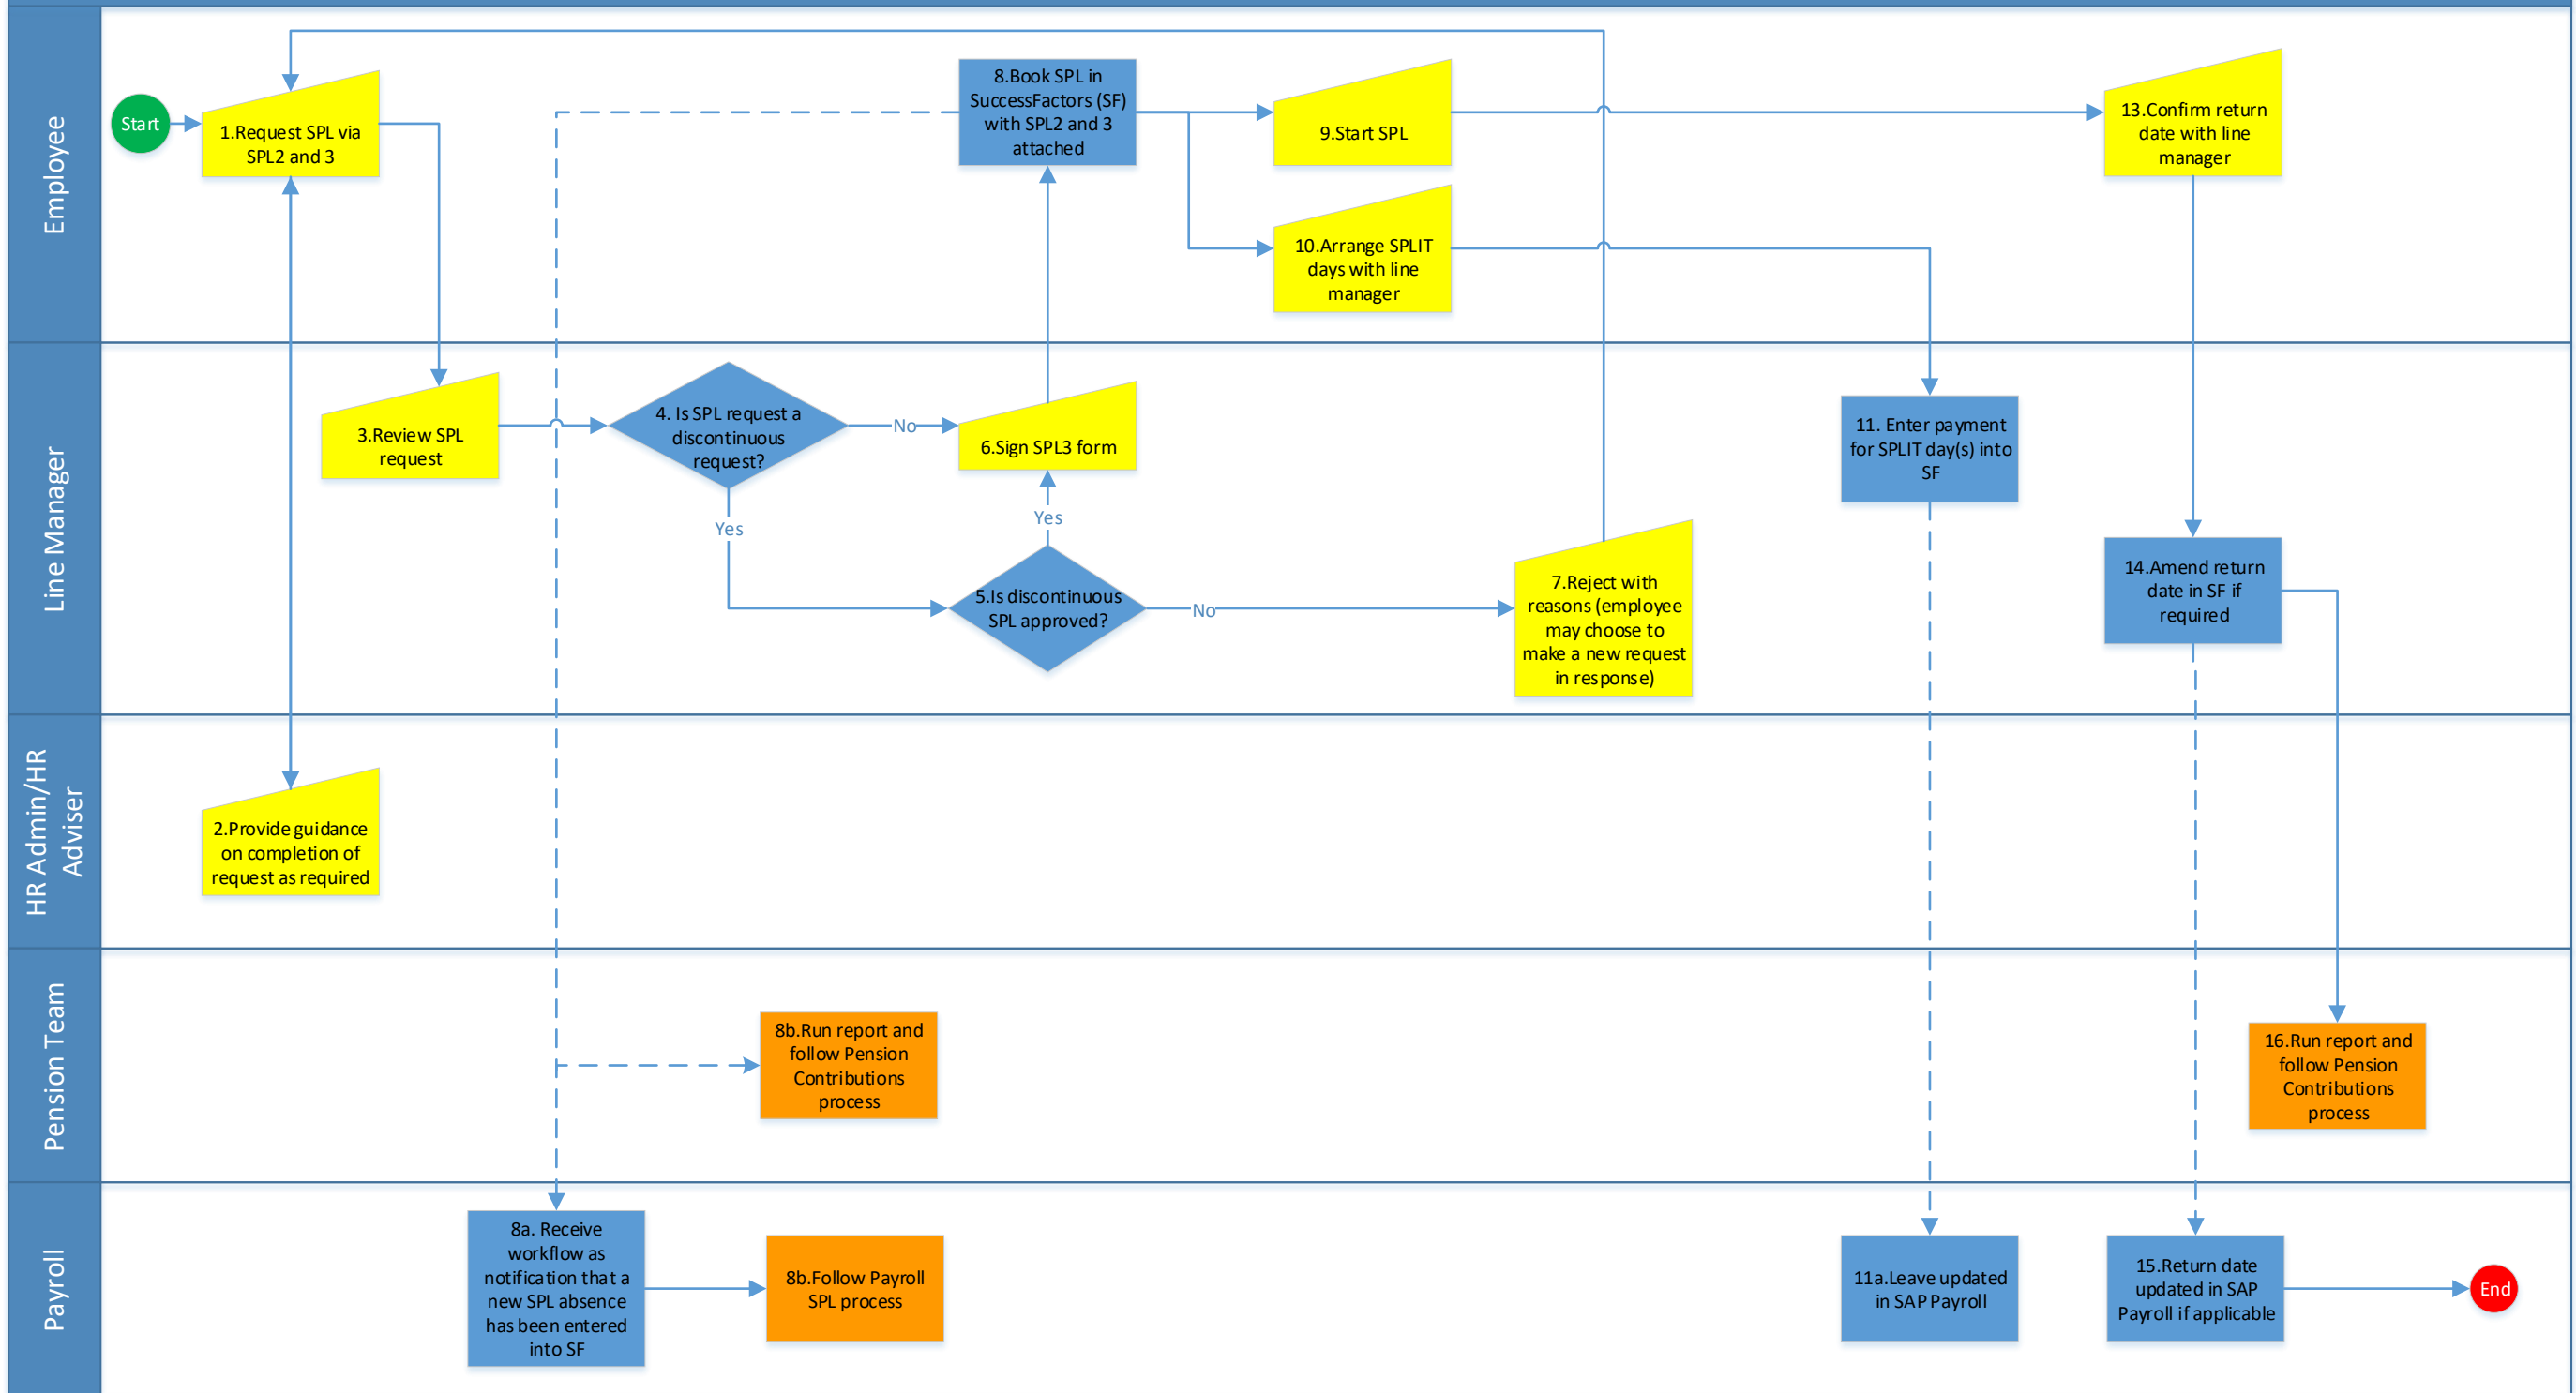 Employee
Start
1.Request SPL via
SPL2 and 3
8.Book SPL in
SuccessFactors (SF)
with SPL2 and 3
attached
9.Start SPL
10.Arrange SPLIT
days with line
manager
13.Confirm return
date with line
manager
Line Manager
3.Review SPL
request
4. Is SPL request a
discontinuous
request?
No
Yes
6.Sign SPL3 form
Yes
5.Is discontinuous
SPL approved?
No
7.Reject with
reasons (employee
may choose to
make a new request
in response)
11. Enter payment
for SPLIT day(s) into
SF
14.Amend return
date in SF if
required
HR Admin/HR
Adviser
2.Provide guidance
on completion of
request as required
Pension Team
8b.Run report and
follow Pension
Contributions
process
16.Run report and
follow Pension
Contributions
process
Payroll
8a. Receive
workflow as
notification that a
new SPL absence
has been entered
into SF
8b.Follow Payroll
SPL process
11a.Leave updated
in SAP Payroll
15.Return date
updated in SAP
Payroll if applicable
End